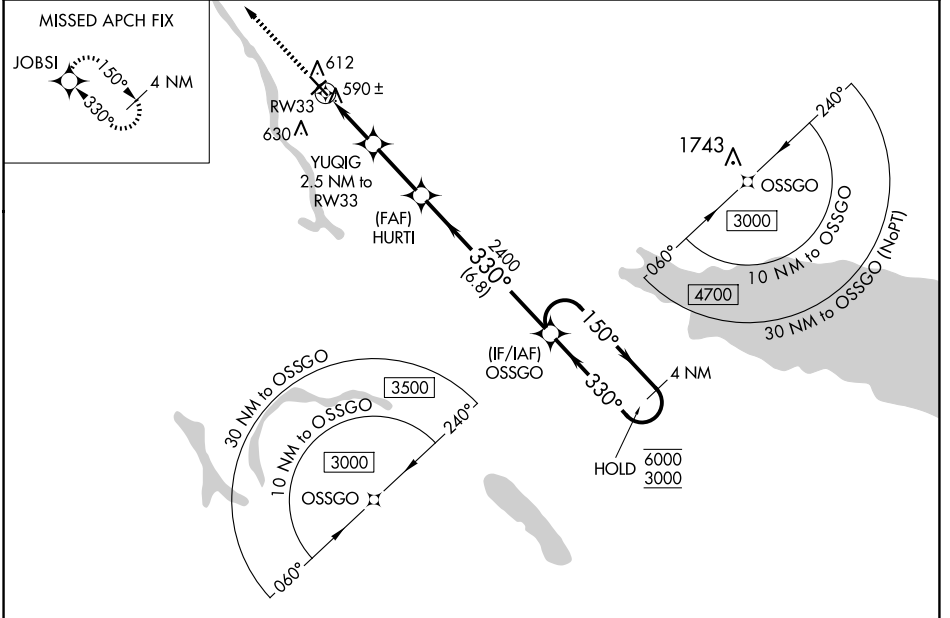 MISSED APCH FIX
JOBSI
150°
4 NM
330°
612
590 ±
RW33
630
YUQIG
2.5 NM to
RW33
(FAF)
HURTI
2400
330°
(6.8)
1743
240°
OSSGO
3000
060°
10 NM to OSSGO
4700
30 NM to OSSGO (NoPT)
(IF/IAF)
OSSGO
150°
330°
4 NM
HOLD
6000
3000
30 NM to OSSGO
3500
10 NM to OSSGO
240°
3000
OSSGO
060°